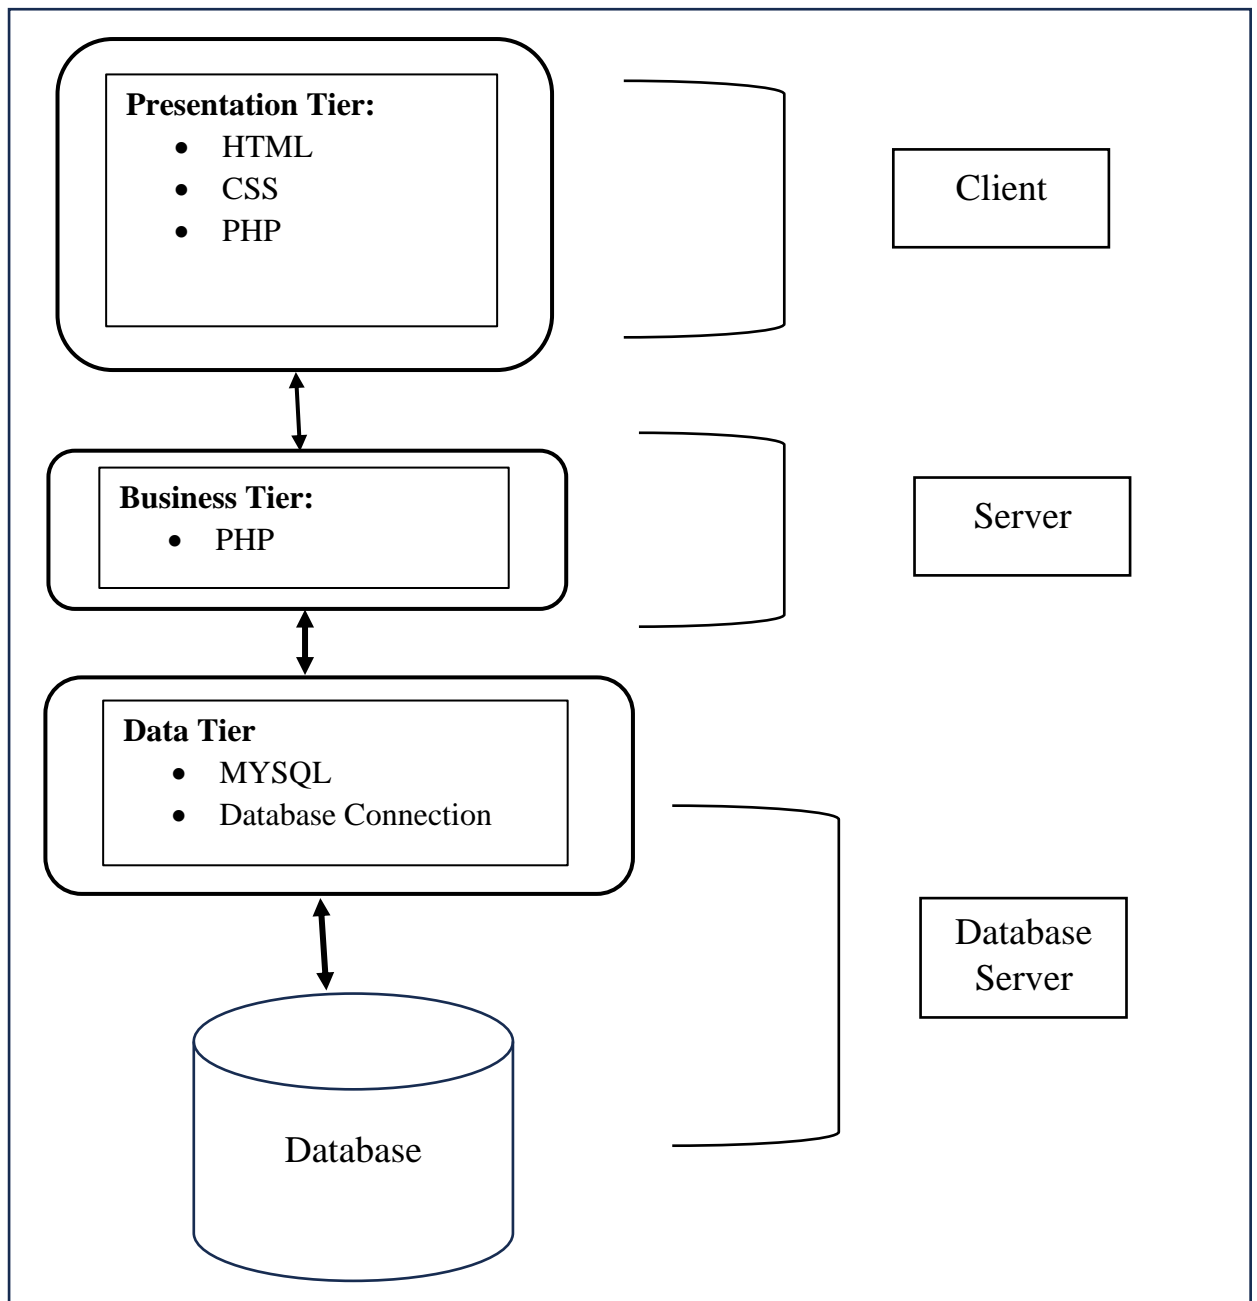 Presentation Tier:
• HTML
• CSS
• PHP
Client
Business Tier:
• PHP
Server
Data Tier
• MYSQL
• Database Connection
Database
Server
Database